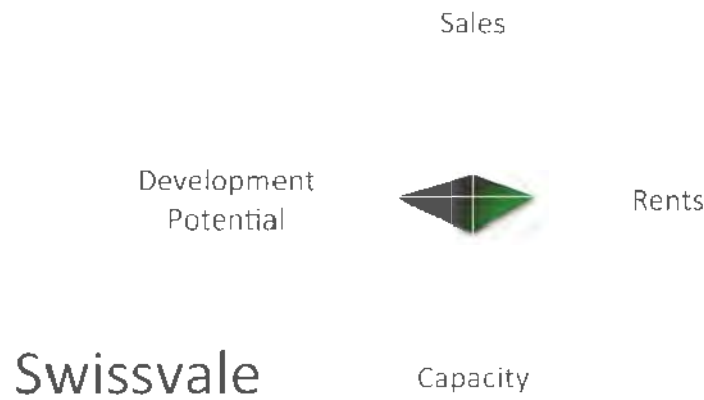 Sales
Development
Potential
Rents
Swissvale
Capacity